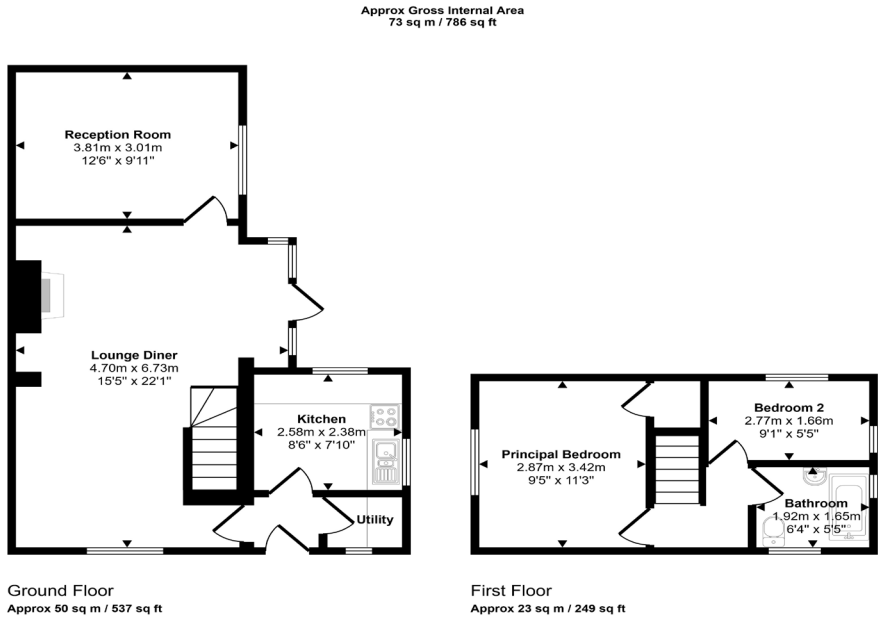 Approx Gross Internal Area
73 sq m / 786 sq ft
Reception Room
3.81m x 3.01m
12'6" x 9'11"
Lounge Diner
4.70m x 6.73m
15'5" x 22'1"
Kitchen
2.58m x 2.38m
8'6" x 7'10"
Utility
Principal Bedroom
2.87m x 3.42m
9'5" x 11'3"
Bedroom 2
2.77m x 1.66m
9'1" x 5'5"
Bathroom
1.92m x 1.65m
6'4" x 5'5"
Ground Floor
Approx 50 sq m / 537 sq ft
First Floor
Approx 23 sq m / 249 sq ft